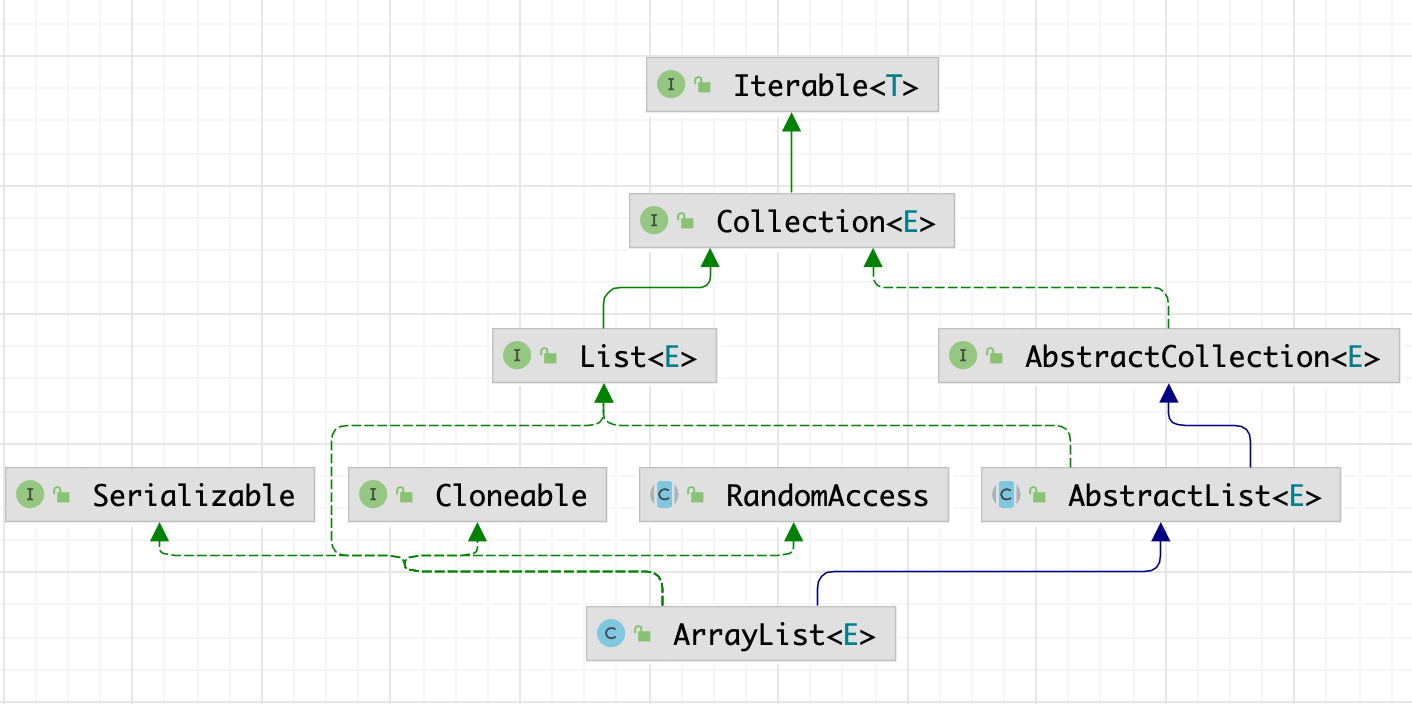 I Iterable<T>
I Collection<E>
I List<E>
I AbstractCollection<E>
I Serializable
I Cloneable
C RandomAccess
C AbstractList<E>
C ArrayList<E>